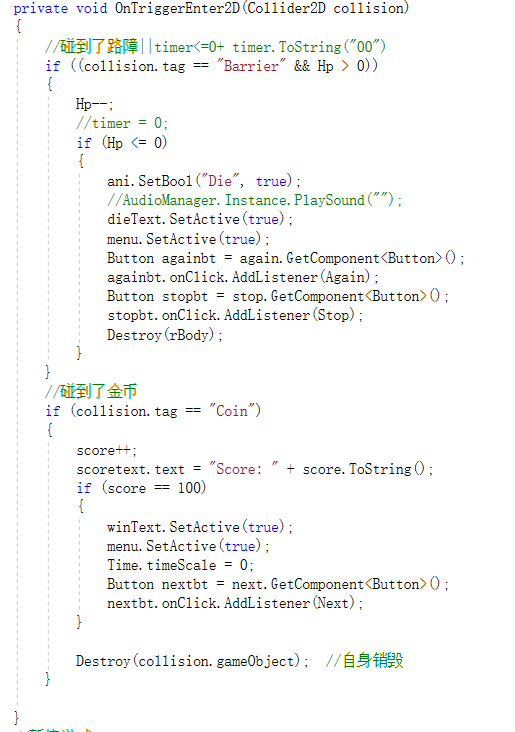 private void OnTriggerEnter2D(Collider2D collision)
{
//碰到了路障||timer<=0+ timer.ToString("00")
if ((collision.tag == "Barrier" && Hp > 0))
{
Hp--;
//timer = 0;
if (Hp <= 0)
{
ani.SetBool("Die", true);
//AudioManager.Instance.PlaySound("");
dieText.SetActive(true);
menu.SetActive(true);
Button againbt = again.GetComponent<Button>();
againbt.onClick.AddListener(Again);
Button stopbt = stop.GetComponent<Button>();
stopbt.onClick.AddListener(Stop);
Destroy(rBody);
}
}
//碰到了金币
if (collision.tag == "Coin")
{
score++;
scoretext.text = "Score: " + score.ToString();
if (score == 100)
{
winText.SetActive(true);
menu.SetActive(true);
Time.timeScale = 0;
Button nextbt = next.GetComponent<Button>();
nextbt.onClick.AddListener(Next);
}
Destroy(collision.gameObject);  //自身销毁
}
}